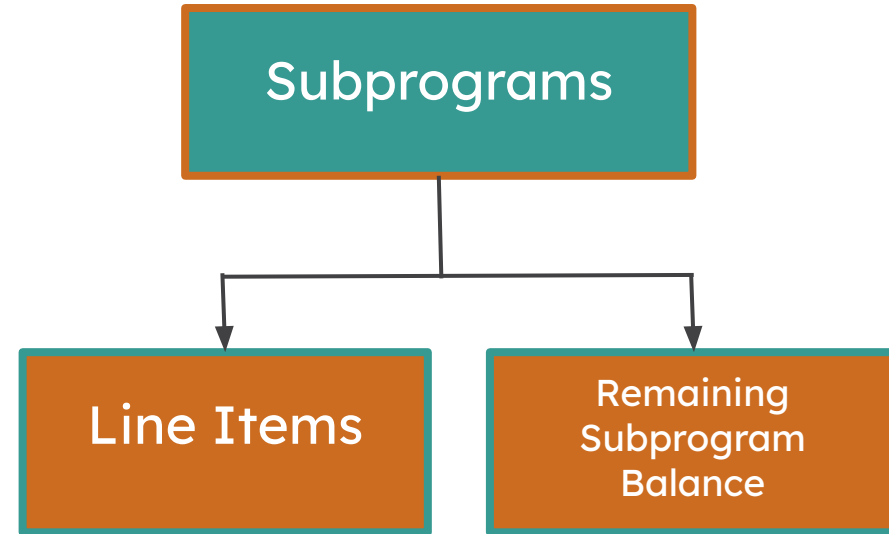 Subprograms
Line Items
Remaining
Subprogram
Balance